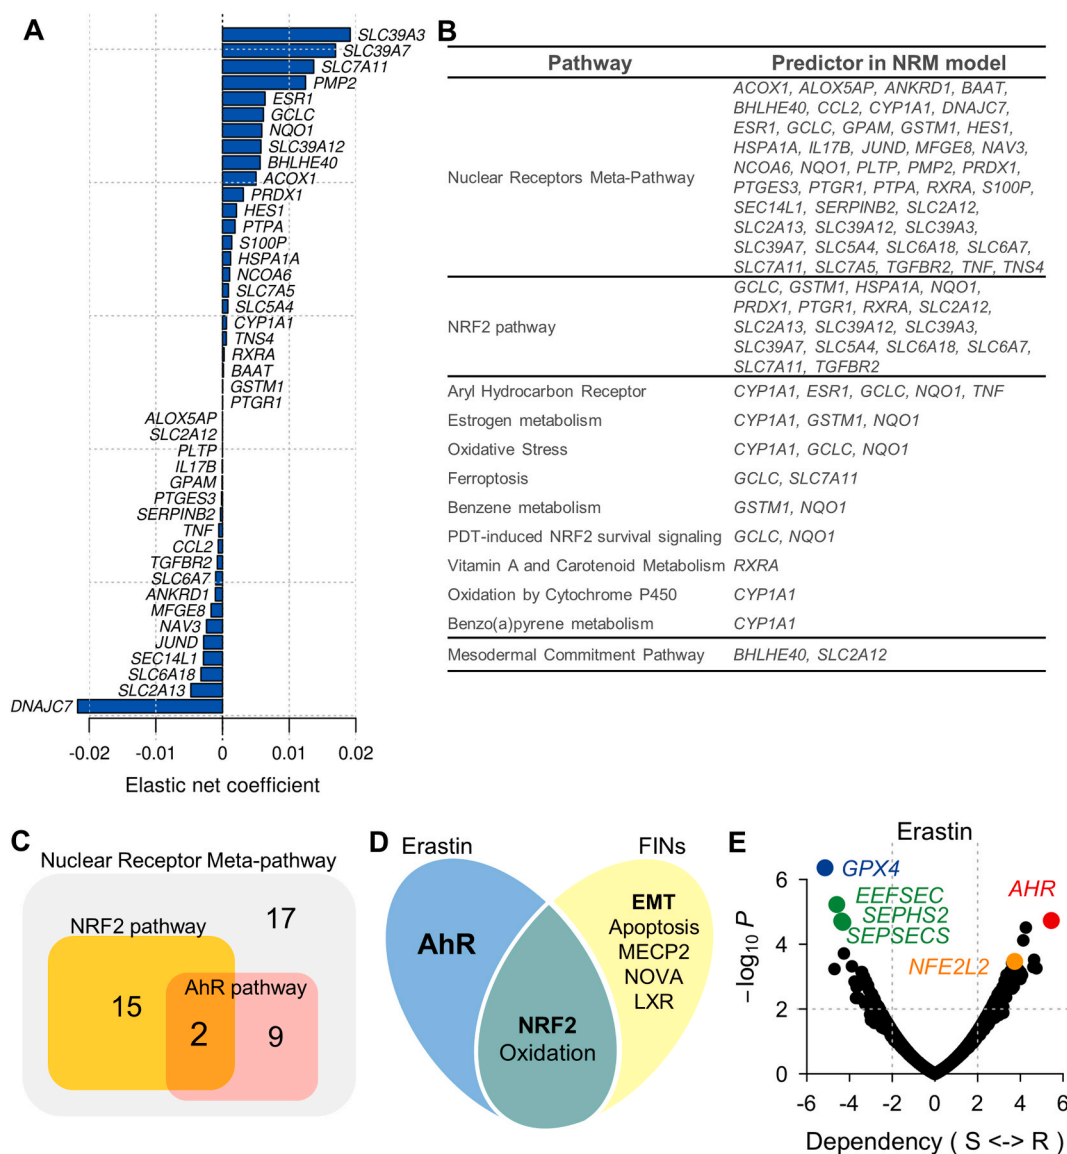 A
SLC39A3
SLC39A7
SLC7A11
PMP2
ESR1
GCLC
NQO1
SLC39A12
BHLHE40
ACOX1
PRDX1
HES1
PTPA
S100P
HSPA1A
NCOA6
SLC7A5
SLC5A4
CYP1A1
TNS4
RXRA
BAAT
GSTM1
PTGR1
ALOX5AP
SLC2A12
PLTP
IL17B
GPAM
PTGES3
SERPINB2
TNF
CCL2
TGFBR2
SLC6A7
ANKRD1
MFGE8
NAV3
JUND
SEC14L1
SLC6A18
SLC2A13
DNAJC7
-0.02 -0.01 0 0.01 0.02
Elastic net coefficient
B
Pathway Predictor in NRM model
Nuclear Receptors Meta-Pathway
ACOX1, ALOX5AP, ANKRD1, BAAT,
BHLHE40, CCL2, CYP1A1, DNAJC7,
ESR1, GCLC, GPAM, GSTM1, HES1,
HSPA1A, IL17B, JUND, MFGE8, NAV3,
NCOA6, NQO1, PLTP, PMP2, PRDX1,
PTGES3, PTGR1, PTPA, RXRA, S100P,
SEC14L1, SERPINB2, SLC2A12,
SLC2A13, SLC39A12, SLC39A3,
SLC39A7, SLC5A4, SLC6A18, SLC6A7,
SLC7A11, SLC7A5, TGFBR2, TNF, TNS4
NRF2 pathway
GCLC, GSTM1, HSPA1A, NQO1,
PRDX1, PTGR1, RXRA, SLC2A12,
SLC2A13, SLC39A12, SLC39A3,
SLC39A7, SLC5A4, SLC6A18, SLC6A7,
SLC7A11, TGFBR2
Aryl Hydrocarbon Receptor CYP1A1, ESR1, GCLC, NQO1, TNF
Estrogen metabolism CYP1A1, GSTM1, NQO1
Oxidative Stress CYP1A1, GCLC, NQO1
Ferroptosis GCLC, SLC7A11
Benzene metabolism GSTM1, NQO1
PDT-induced NRF2 survival signaling GCLC, NQO1
Vitamin A and Carotenoid Metabolism RXRA
Oxidation by Cytochrome P450 CYP1A1
Benzo(a)pyrene metabolism CYP1A1
Mesodermal Commitment Pathway BHLHE40, SLC2A12
C
Nuclear Receptor Meta-pathway
17
NRF2 pathway
AhR pathway
15
2
9
D
Erastin FINs
AhR
EMT
Apoptosis
MECP2
NOVA
LXR
NRF2
Oxidation
E
Erastin
GPX4
EEFSEC
SEPHS2
SEPSECS
AHR
NFE2L2
−log10 P
6
4
2
0
-6 -4 -2 0 2 4 6
Dependency ( S <-> R )